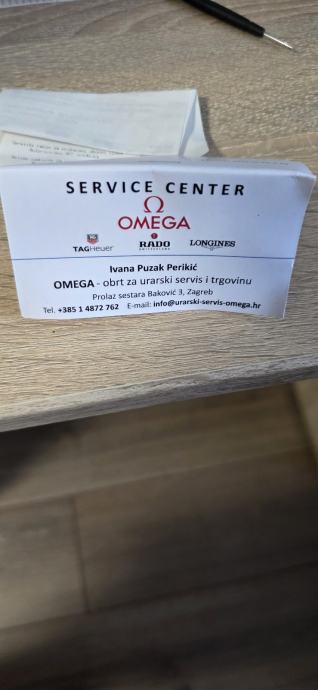 SERVICE CENTER
Ω
OMEGA
TAGHeuer RADO LONGINES
SWITZERLAND
Ivana Puzak Perikić
OMEGA - obrt za urarski servis i trgovinu
Prolaz sestara Baković 3, Zagreb
Tel. +385 1 4872 762 E-mail: info@urarski-servis-omega.hr